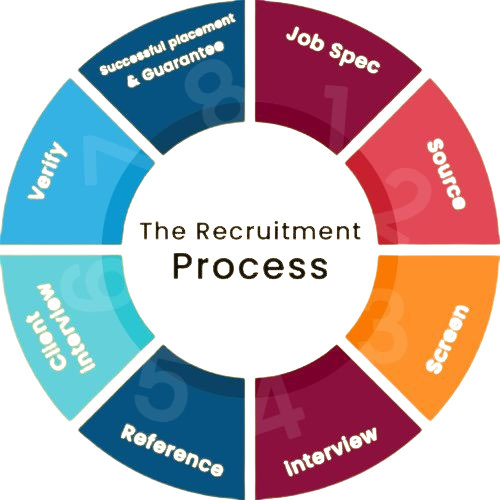 The Recruitment
Process
1
Job Spec
2
Source
3
Screen
4
Interview
5
Reference
6
Client
Interview
7
Verify
8
Successful placement
& Guarantee